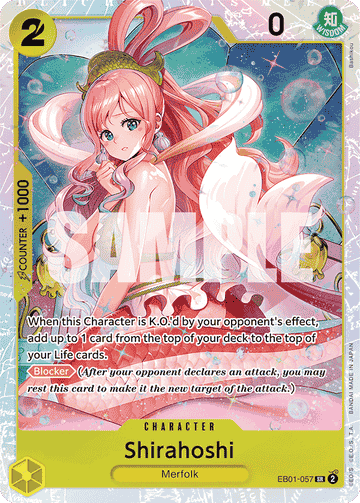 2
0
知
WISDOM
Bashikou
COUNTER +1000
SAMPLE
When this Character is K.O.'d by your opponent's effect,
add up to 1 card from the top of your deck to the top
of your Life cards.
Blocker (After your opponent declares an attack, you may
rest this card to make it the new target of the attack.)
CHARACTER
Shirahoshi
Merfolk
EB01-057 SR 2
BANDAI MADE IN JAPAN